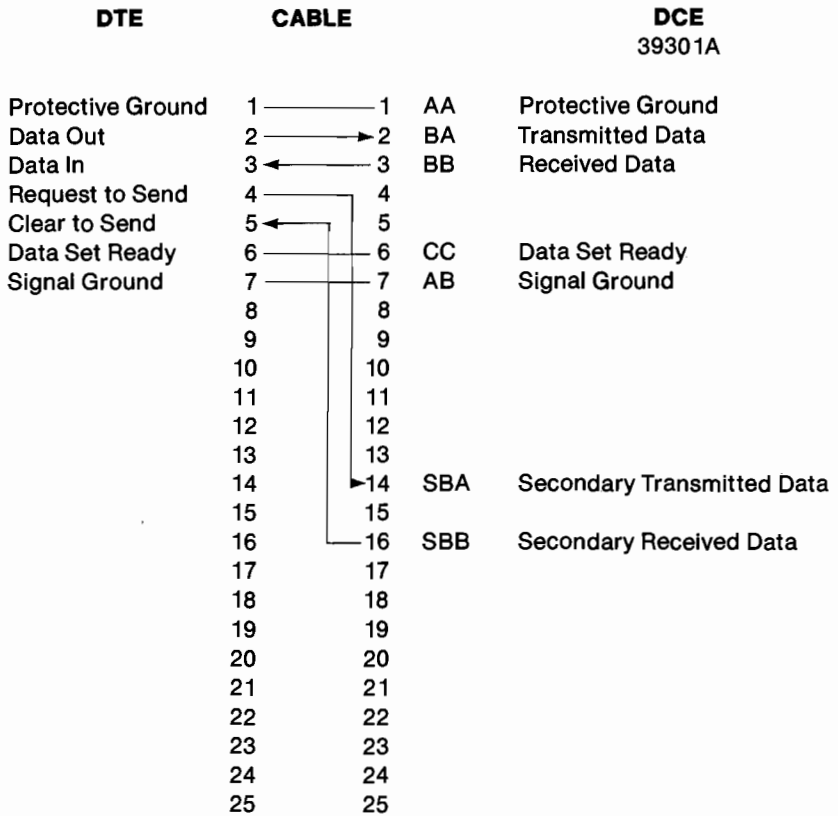 DTE CABLE DCE
39301A
Protective Ground 1 1 AA Protective Ground
Data Out 2 2 BA Transmitted Data
Data In 3 3 BB Received Data
Request to Send 4 4
Clear to Send 5 5
Data Set Ready 6 6 CC Data Set Ready
Signal Ground 7 7 AB Signal Ground
8 8
9 9
10 10
11 11
12 12
13 13
14 14 SBA Secondary Transmitted Data
15 15
16 16 SBB Secondary Received Data
17 17
18 18
19 19
20 20
21 21
22 22
23 23
24 24
25 25